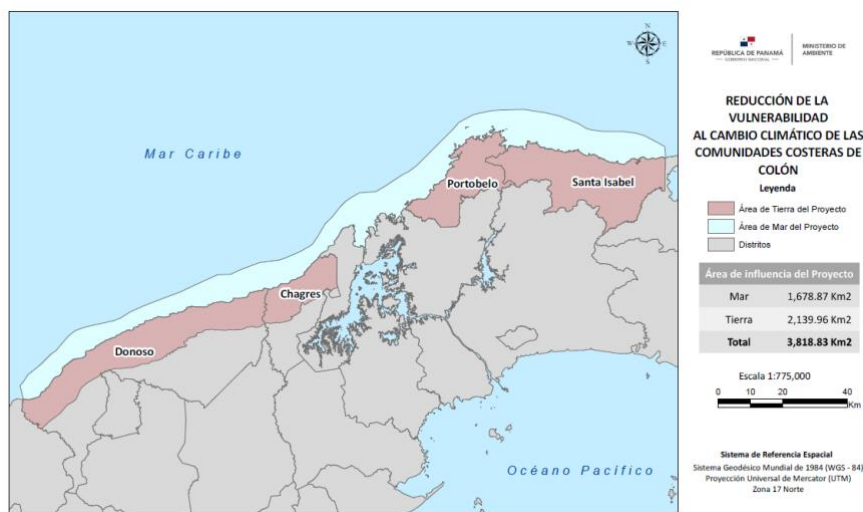 Mar Caribe
Portobelo
Santa Isabel
Chagres
Donoso
Océano Pacífico
N
W
E
S
REPÚBLICA DE PANAMÁ
GOBIERNO NACIONAL
MINISTERIO DE
AMBIENTE
REDUCCIÓN DE LA
VULNERABILIDAD
AL CAMBIO CLIMÁTICO DE LAS
COMUNIDADES COSTERAS DE
COLÓN
Leyenda
Área de Tierra del Proyecto
Área de Mar del Proyecto
Distritos
Área de influencia del Proyecto
Mar 1,678.87 Km2
Tierra 2,139.96 Km2
Total 3,818.83 Km2
Escala 1:775,000
0 10 20 40
Km
Sistema de Referencia Espacial
Sistema Geodésico Mundial de 1984 (WGS - 84)
Proyección Universal de Mercator (UTM)
Zona 17 Norte